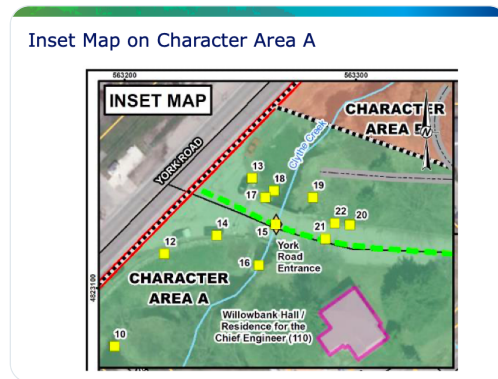 Inset Map on Character Area A
563200
563300
INSET MAP
CHARACTER
AREA B
N
YORK ROAD
Clythe Creek
13
18
17
19
14
22
20
15
21
12
York
Road
Entrance
16
CHARACTER
AREA A
4823100
Willowbank Hall /
Residence for the
Chief Engineer (110)
10